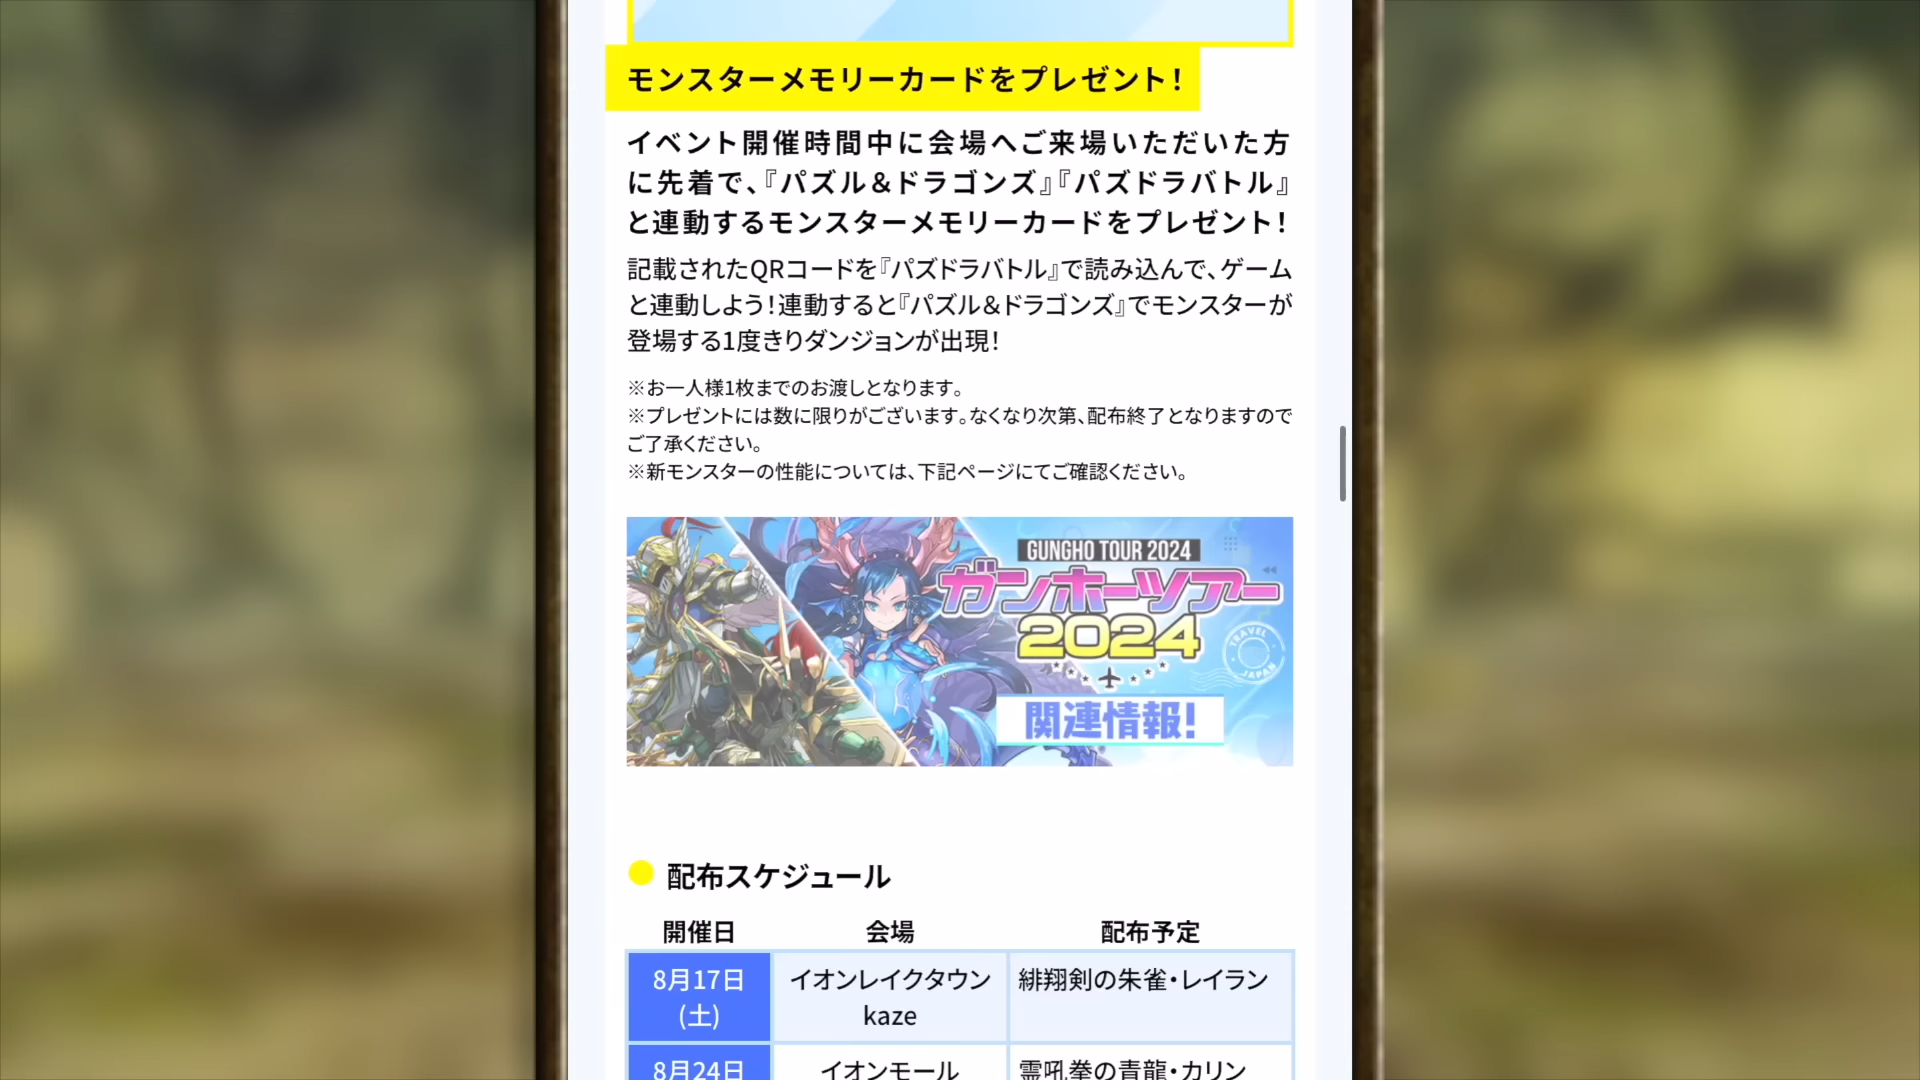 モンスターメモリーカードをプレゼント!
イベント開催時間中に会場へご来場いただいた方
に先着で、『パズル&ドラゴンズ』『パズドラバトル』
と連動するモンスターメモリーカードをプレゼント!
記載されたQRコードを『パズドラバトル』で読み込んで、ゲーム
と連動しよう!連動すると『パズル&ドラゴンズ』でモンスターが
登場する1度きりダンジョンが出現!
※お一人様1枚までのお渡しとなります。
※プレゼントには数に限りがございます。なくなり次第、配布終了となりますので
ご了承ください。
※新モンスターの性能については、下記ページにてご確認ください。
GUNGHO TOUR 2024
ガンホーツアー
2024
TRAVEL
JAPAN
関連情報!
配布スケジュール
開催日 会場 配布予定
8月17日 イオンレイクタウン 緋翔剣の朱雀・レイラン
(土) kaze
8月24日 イオンモール 霊吼拳の青龍・カリン